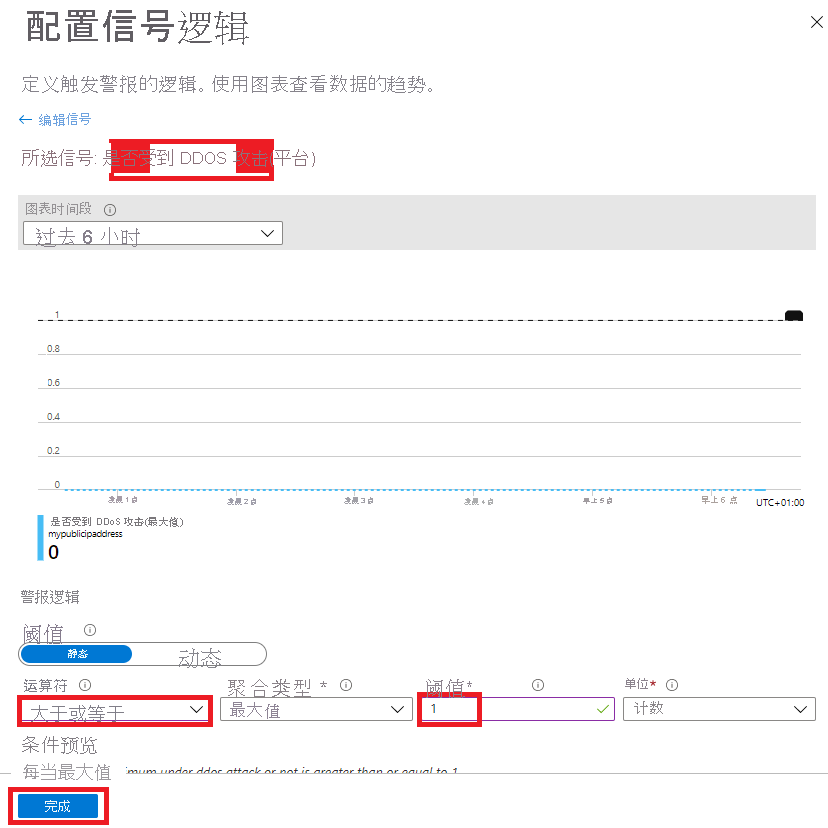 配置信号逻辑
定义触发警报的逻辑。使用图表查看数据的趋势。
← 编辑信号
所选信号: 是否受到 DDOS 攻击(平台)
图表时间段
过去 6 小时
1
0.8
0.6
0.4
0.2
0
凌晨 1 点 凌晨 2 点 凌晨 3 点 凌晨 4 点 早上 5 点 早上 6 点 UTC+01:00
是否受到 DDoS 攻击(最大值)
mypublicipaddress
0
警报逻辑
阈值
静态 动态
运算符 聚合类型 * 阈值* 单位*
大于或等于 最大值 1 计数
条件预览
每当最大值 imum under ddos attack or not is greater than or equal to 1
完成